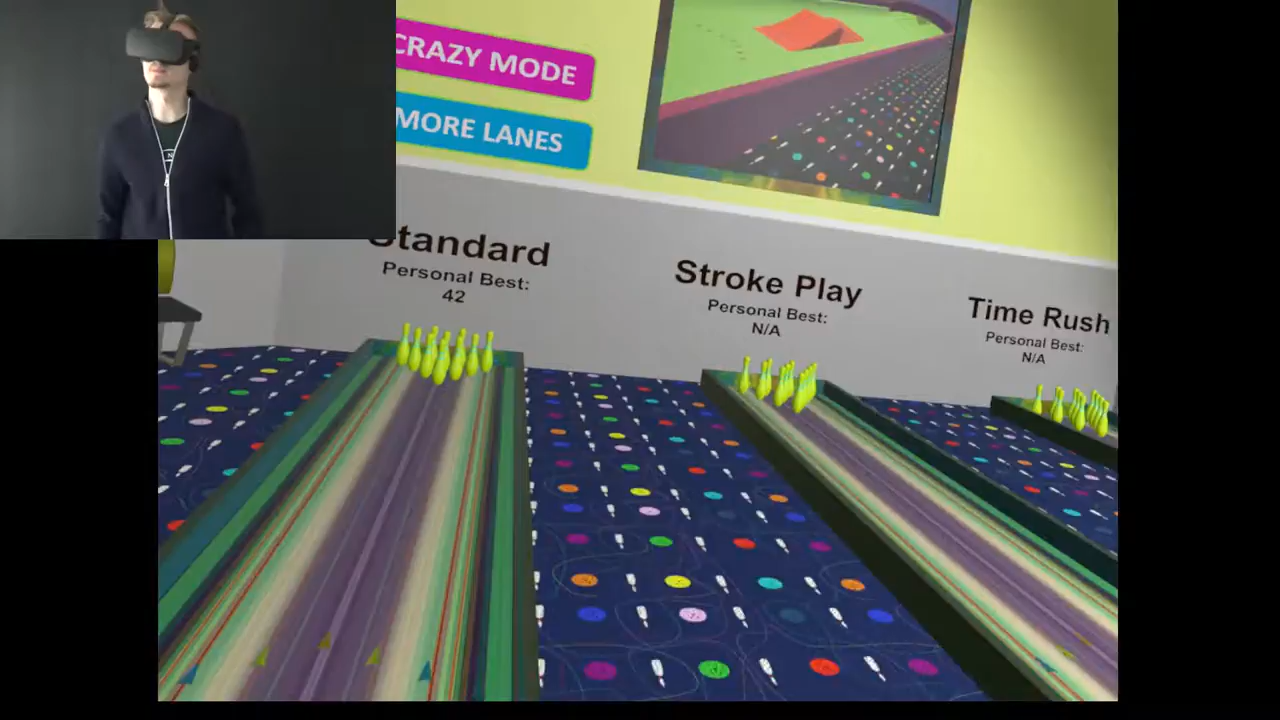 CRAZY MODE
MORE LANES
Standard
Personal Best:
42
Stroke Play
Personal Best:
N/A
Time Rush
Personal Best:
N/A